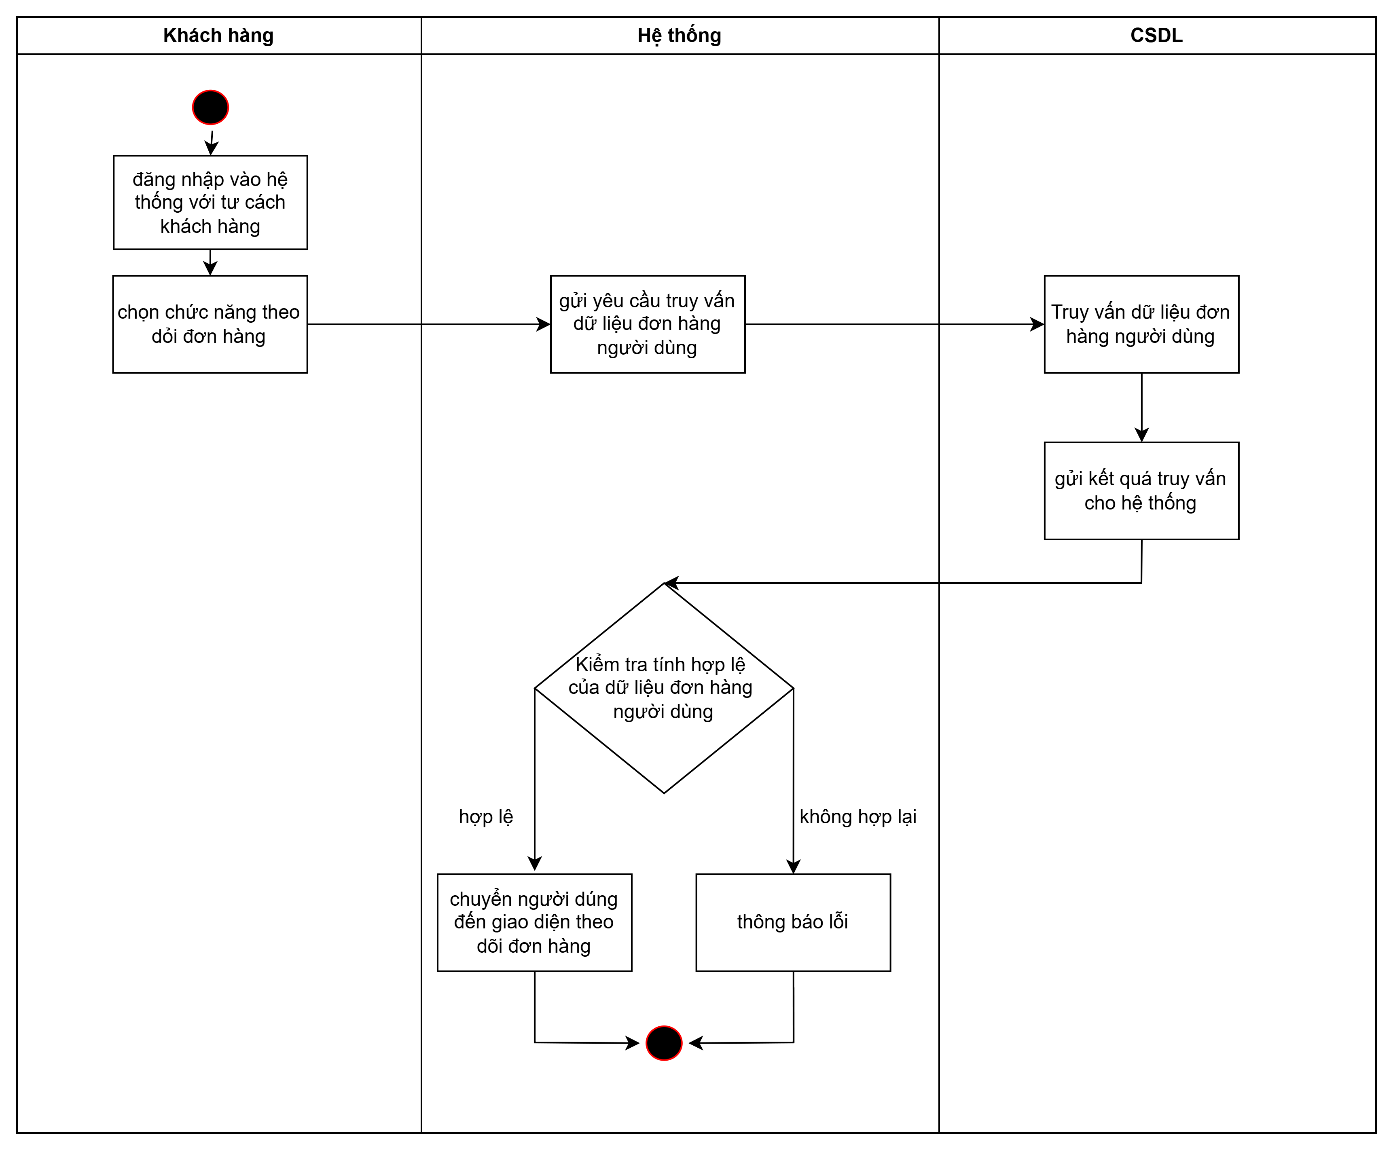 Khách hàng
Hệ thống
CSDL
đăng nhập vào hệ
thống với tư cách
khách hàng
chọn chức năng theo
dỏi đơn hàng
gửi yêu cầu truy vấn
dữ liệu đơn hàng
người dùng
Truy vấn dữ liệu đơn
hàng người dùng
gửi kết quá truy vấn
cho hệ thống
Kiểm tra tính hợp lệ
của dữ liệu đơn hàng
người dùng
hợp lệ
không hợp lại
chuyển người dúng
đến giao diện theo
dõi đơn hàng
thông báo lỗi